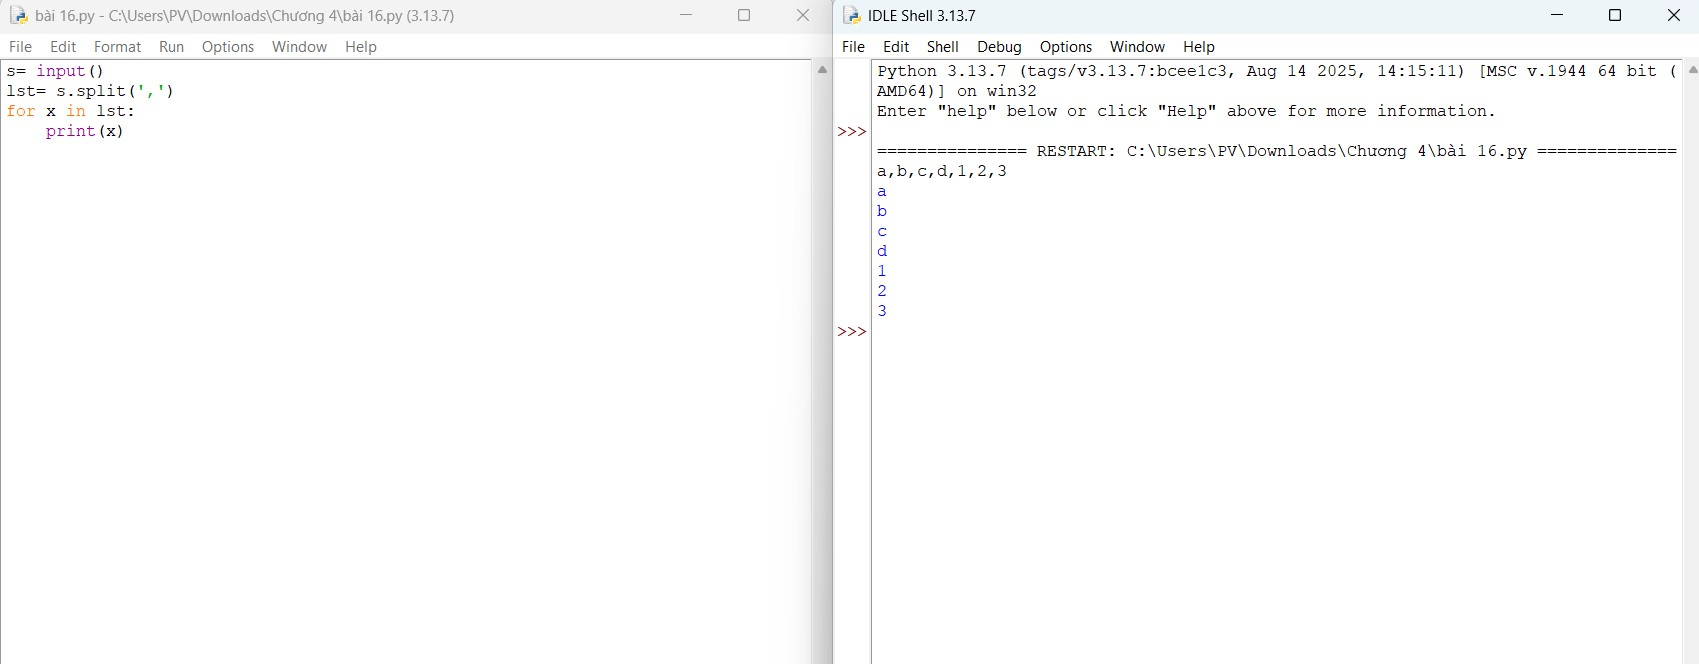 bài 16.py - C:\Users\PV\Downloads\Chương 4\bài 16.py (3.13.7)
File Edit Format Run Options Window Help
s= input()
lst= s.split(',')
for x in lst:
    print(x)
IDLE Shell 3.13.7
File Edit Shell Debug Options Window Help
Python 3.13.7 (tags/v3.13.7:bcee1c3, Aug 14 2025, 14:15:11) [MSC v.1944 64 bit (
AMD64)] on win32
Enter "help" below or click "Help" above for more information.
>>>
=============== RESTART: C:\Users\PV\Downloads\Chương 4\bài 16.py ==============
a,b,c,d,1,2,3
a
b
c
d
1
2
3
>>>